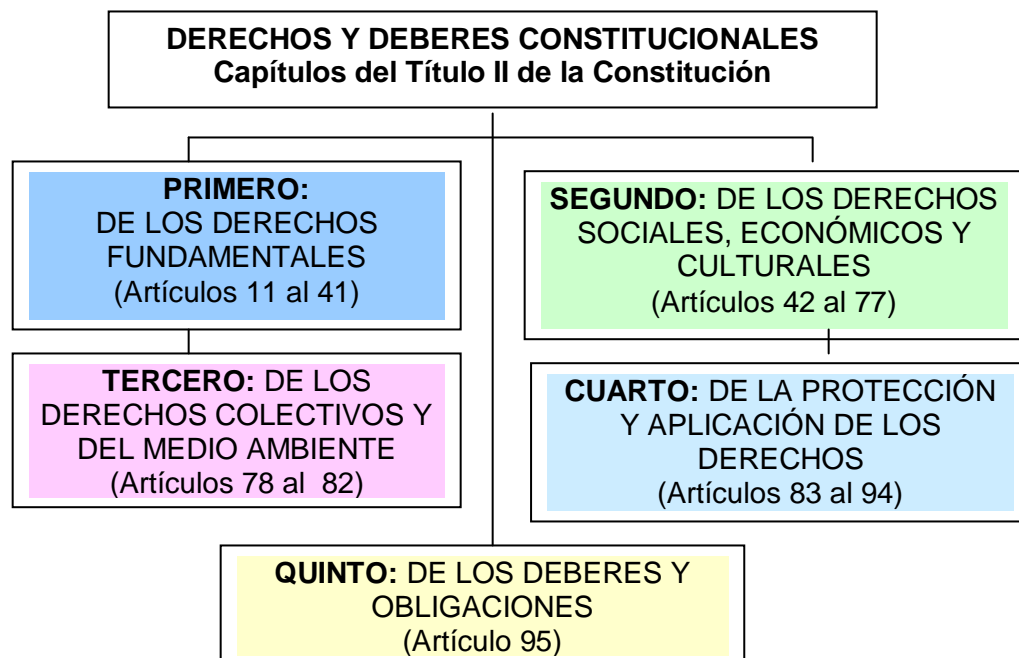 DERECHOS Y DEBERES CONSTITUCIONALES
Capítulos del Título II de la Constitución
PRIMERO:
DE LOS DERECHOS
FUNDAMENTALES
(Artículos 11 al 41)
SEGUNDO: DE LOS DERECHOS
SOCIALES, ECONÓMICOS Y
CULTURALES
(Artículos 42 al 77)
TERCERO: DE LOS
DERECHOS COLECTIVOS Y
DEL MEDIO AMBIENTE
(Artículos 78 al 82)
CUARTO: DE LA PROTECCIÓN
Y APLICACIÓN DE LOS
DERECHOS
(Artículos 83 al 94)
QUINTO: DE LOS DEBERES Y
OBLIGACIONES
(Artículo 95)